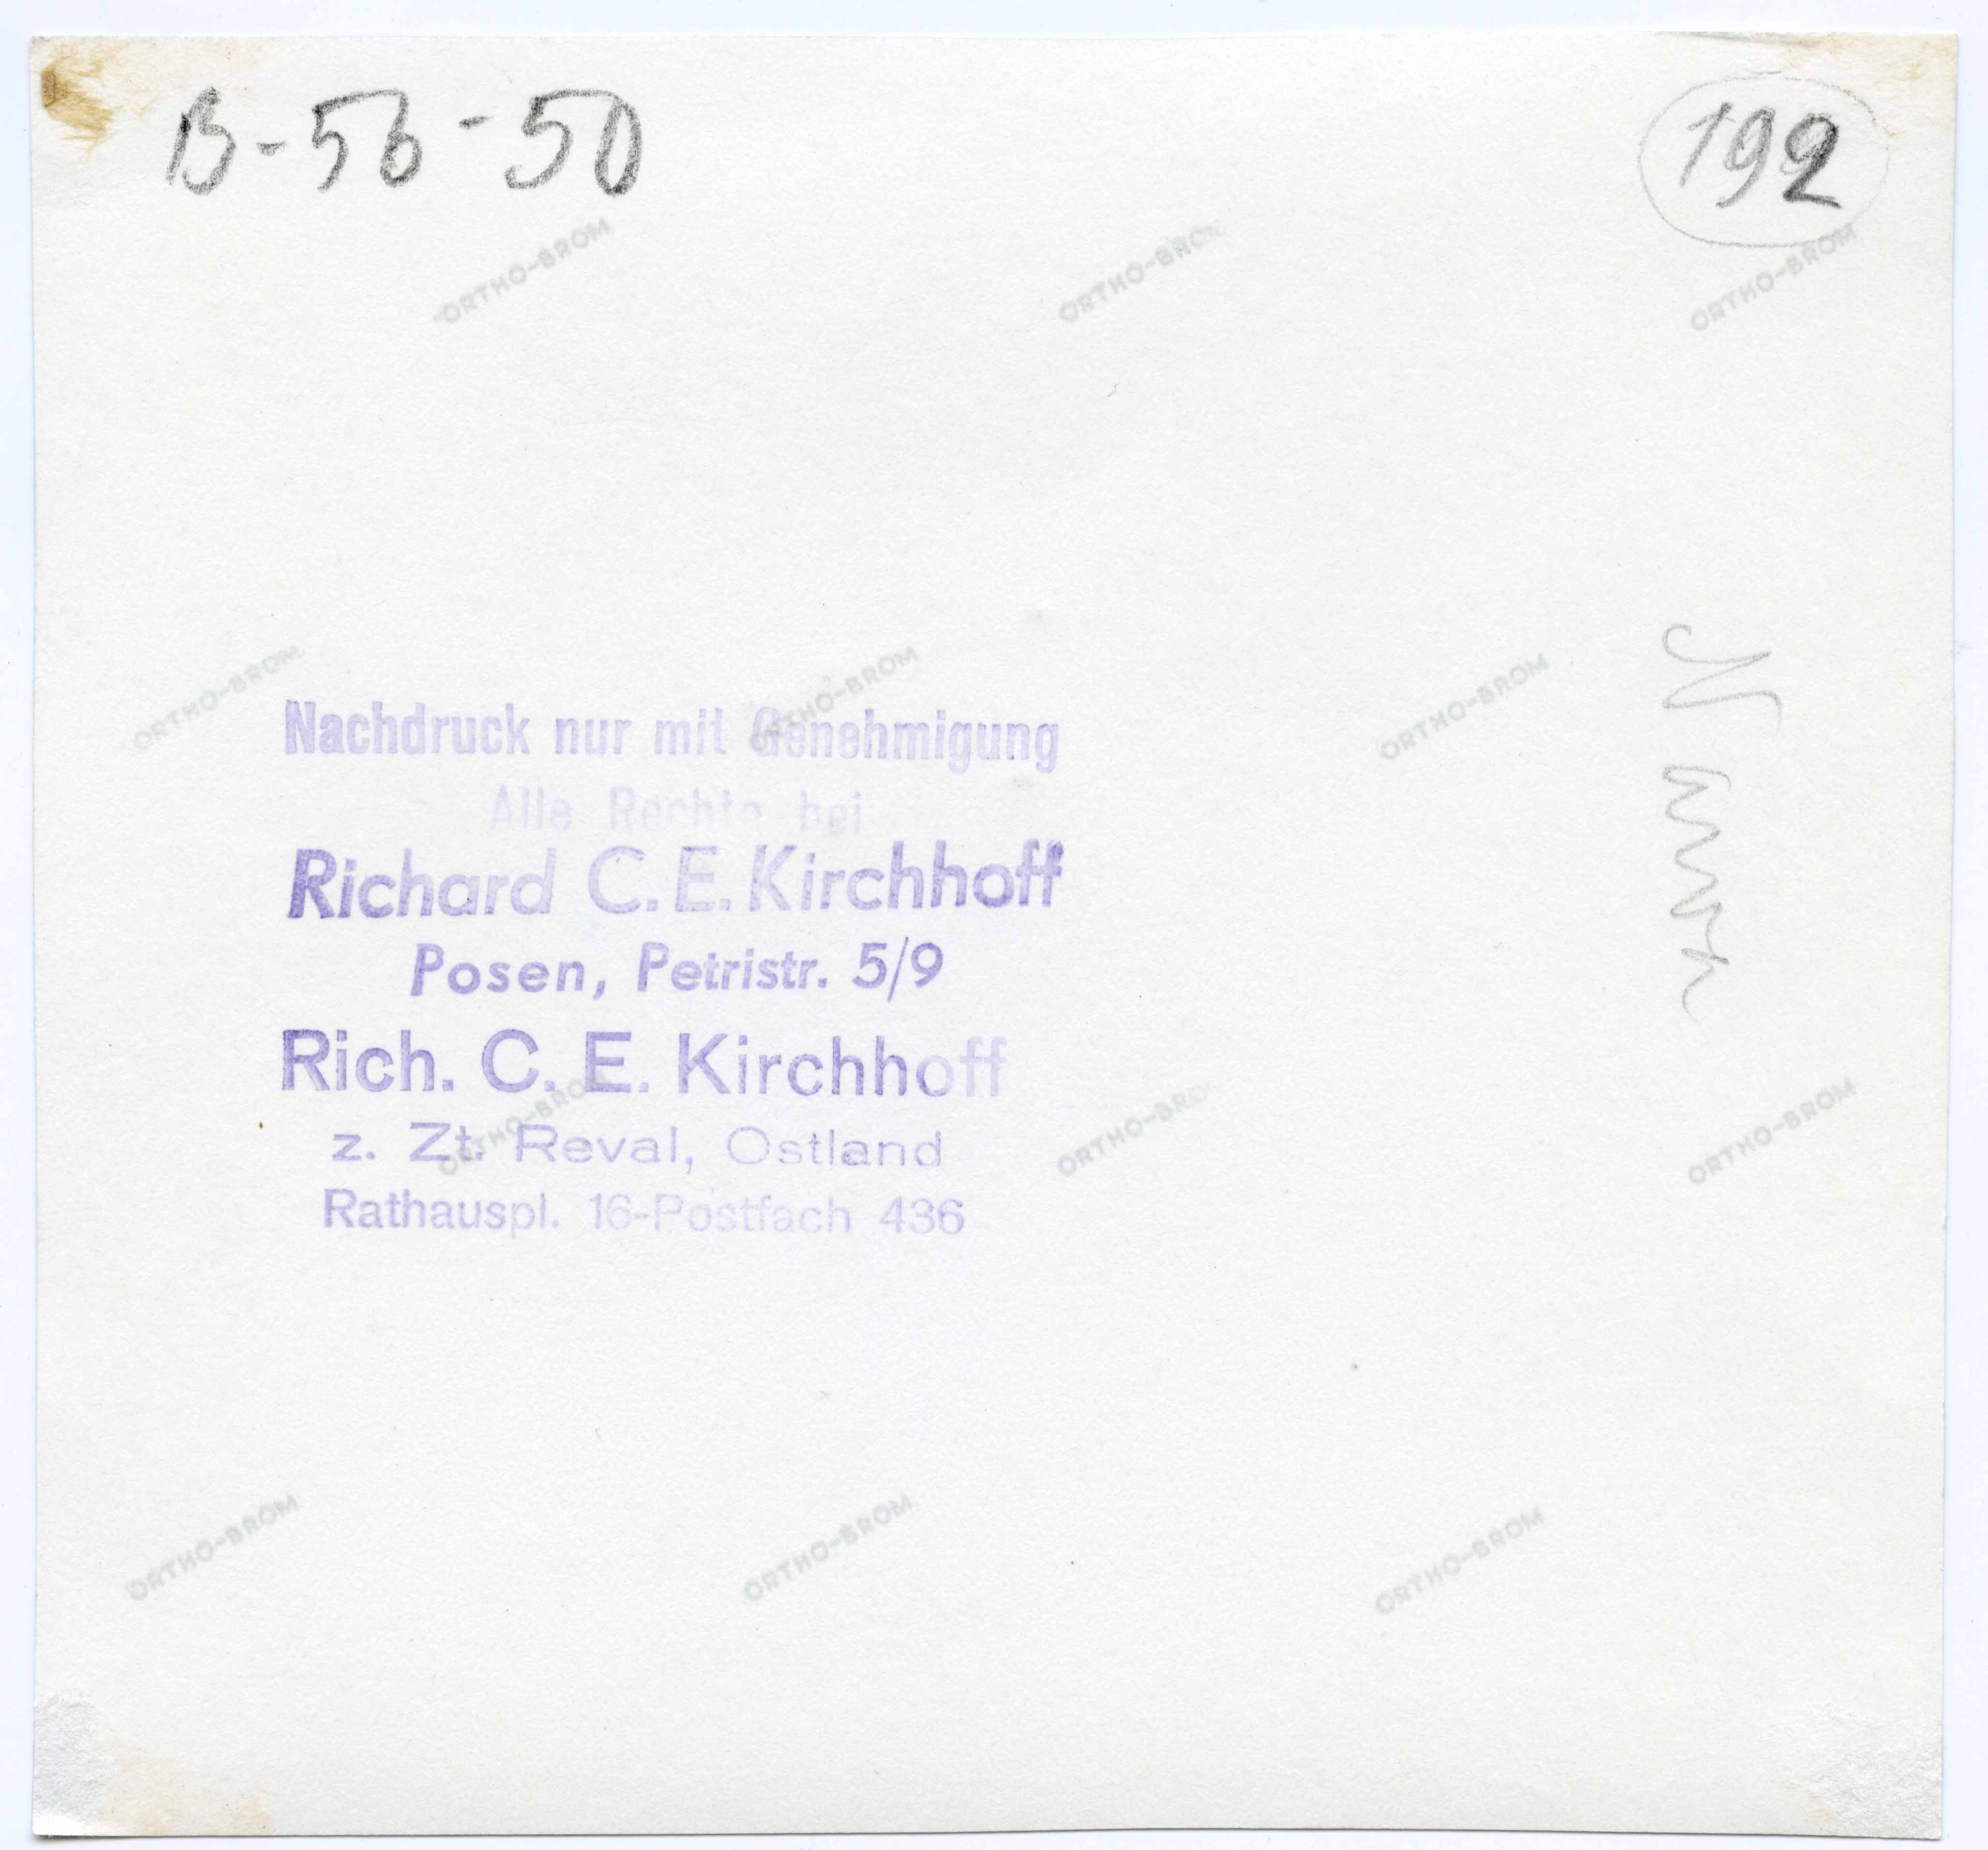 B-56-50
192
ORTHO-BROM
ORTHO-BROM
ORTHO-BROM
ORTHO-BROM
ORTHO-BROM
ORTHO-BROM
Nachdruck nur mit Genehmigung
Alle Rechte bei
Richard C. E. Kirchhoff
Posen, Petristr. 5/9
Rich. C. E. Kirchhoff
z. Zt. Reval, Ostland
Rathauspl. 16-Postfach 436
ORTHO-BROM
ORTHO-BROM
ORTHO-BROM
ORTHO-BROM
ORTHO-BROM
ORTHO-BROM